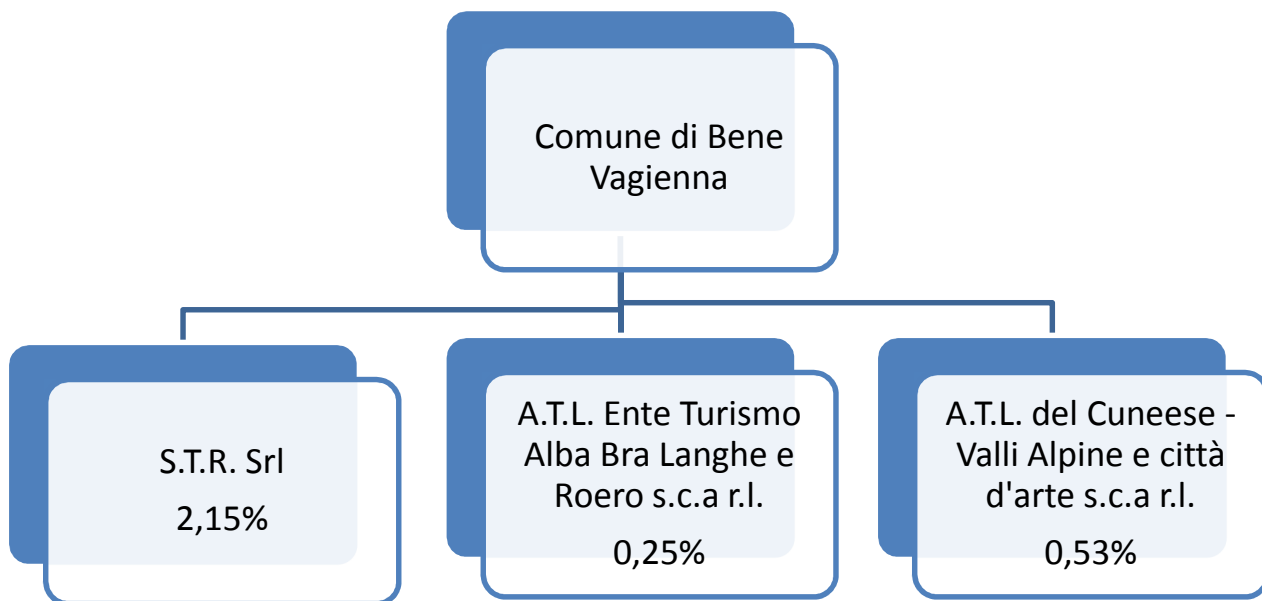 Comune di Bene
Vagienna
S.T.R. Srl
2,15%
A.T.L. Ente Turismo
Alba Bra Langhe e
Roero s.c.a r.l.
0,25%
A.T.L. del Cuneese -
Valli Alpine e città
d'arte s.c.a r.l.
0,53%